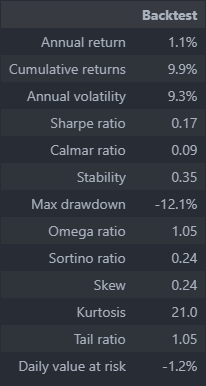 Backtest
Annual return 1.1%
Cumulative returns 9.9%
Annual volatility 9.3%
Sharpe ratio 0.17
Calmar ratio 0.09
Stability 0.35
Max drawdown -12.1%
Omega ratio 1.05
Sortino ratio 0.24
Skew 0.24
Kurtosis 21.0
Tail ratio 1.05
Daily value at risk -1.2%